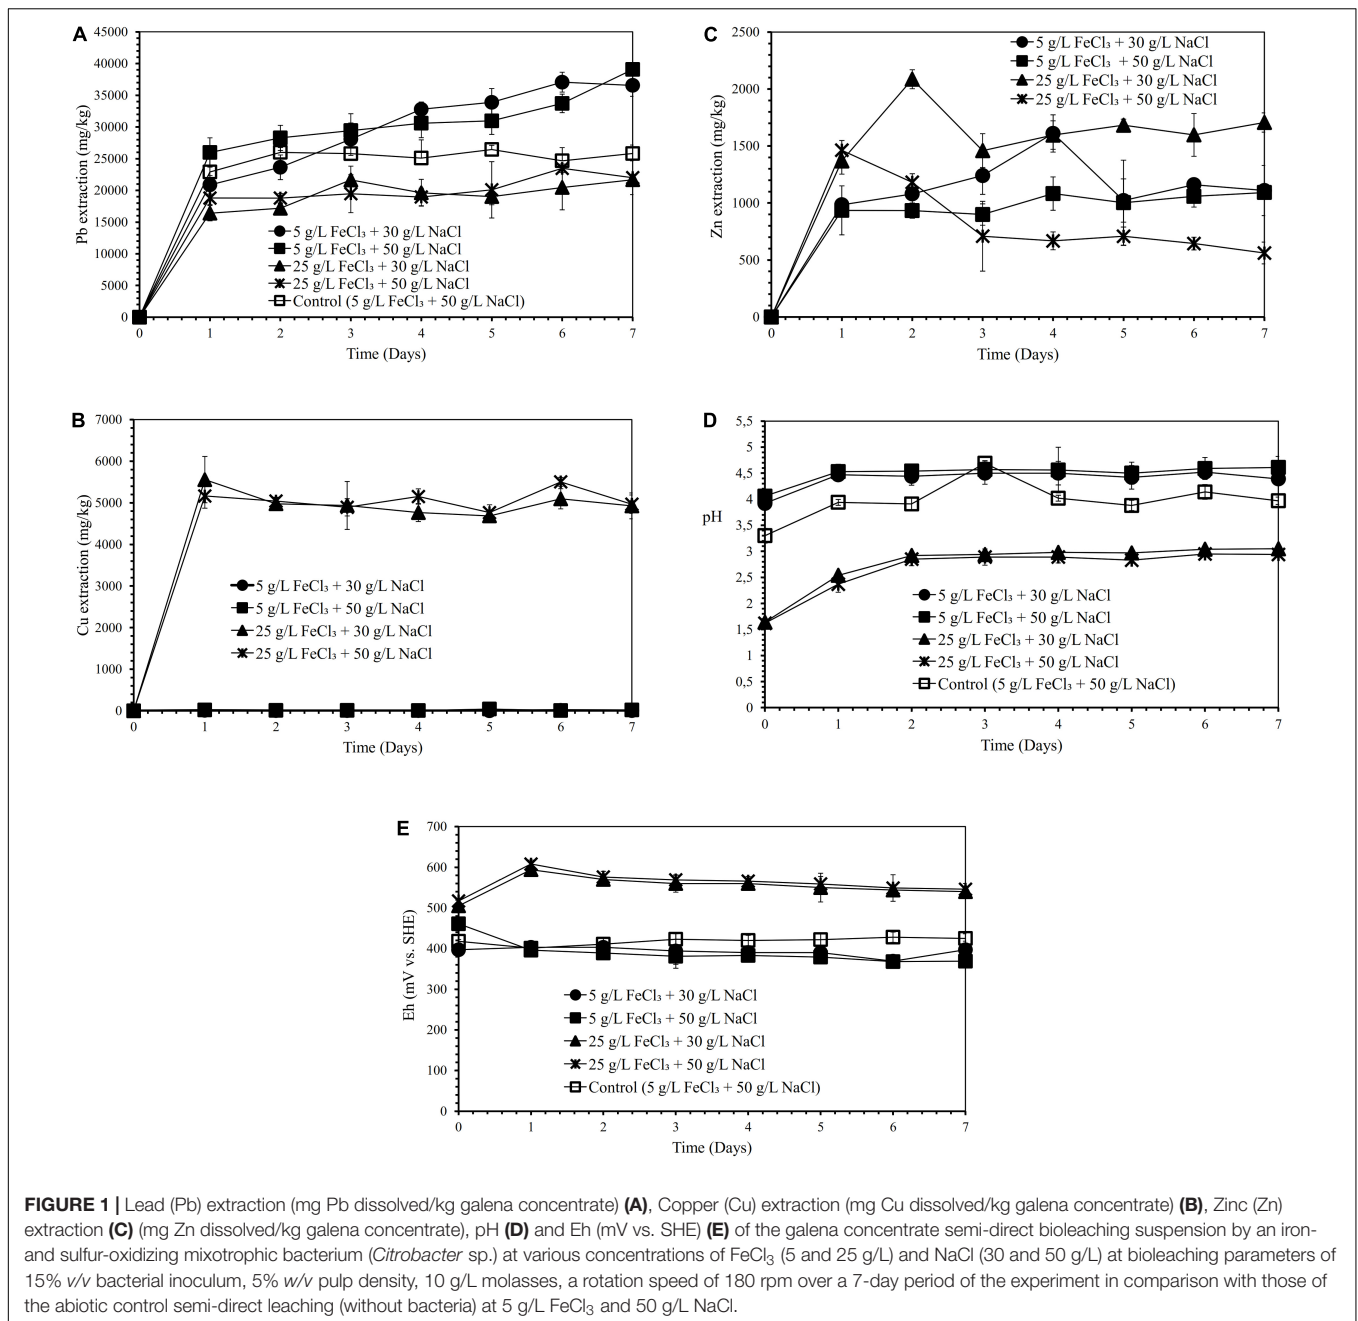 A
45000
40000
35000
30000
25000
20000
15000
10000
5000
0
Pb extraction (mg/kg)
5 g/L FeCl₃ + 30 g/L NaCl
5 g/L FeCl₃ + 50 g/L NaCl
25 g/L FeCl₃ + 30 g/L NaCl
25 g/L FeCl₃ + 50 g/L NaCl
Control (5 g/L FeCl₃ + 50 g/L NaCl)
0 1 2 3 4 5 6 7
Time (Days)
C
2500
2000
1500
1000
500
0
Zn extraction (mg/kg)
5 g/L FeCl₃ + 30 g/L NaCl
5 g/L FeCl₃ + 50 g/L NaCl
25 g/L FeCl₃ + 30 g/L NaCl
25 g/L FeCl₃ + 50 g/L NaCl
0 1 2 3 4 5 6 7
Time (Days)
B
7000
6000
5000
4000
3000
2000
1000
0
Cu extraction (mg/kg)
5 g/L FeCl₃ + 30 g/L NaCl
5 g/L FeCl₃ + 50 g/L NaCl
25 g/L FeCl₃ + 30 g/L NaCl
25 g/L FeCl₃ + 50 g/L NaCl
0 1 2 3 4 5 6 7
Time (Days)
D
5,5
5
4,5
4
3,5
3
2,5
2
1,5
1
0,5
0
pH
5 g/L FeCl₃ + 30 g/L NaCl
5 g/L FeCl₃ + 50 g/L NaCl
25 g/L FeCl₃ + 30 g/L NaCl
25 g/L FeCl₃ + 50 g/L NaCl
Control (5 g/L FeCl₃ + 50 g/L NaCl)
0 1 2 3 4 5 6 7
Time (Days)
E
700
600
500
400
300
200
100
0
Eh (mV vs. SHE)
5 g/L FeCl₃ + 30 g/L NaCl
5 g/L FeCl₃ + 50 g/L NaCl
25 g/L FeCl₃ + 30 g/L NaCl
25 g/L FeCl₃ + 50 g/L NaCl
Control (5 g/L FeCl₃ + 50 g/L NaCl)
0 1 2 3 4 5 6 7
Time (Days)
FIGURE 1 | Lead (Pb) extraction (mg Pb dissolved/kg galena concentrate) (A), Copper (Cu) extraction (mg Cu dissolved/kg galena concentrate) (B), Zinc (Zn)
extraction (C) (mg Zn dissolved/kg galena concentrate), pH (D) and Eh (mV vs. SHE) (E) of the galena concentrate semi-direct bioleaching suspension by an iron-
and sulfur-oxidizing mixotrophic bacterium (Citrobacter sp.) at various concentrations of FeCl₃ (5 and 25 g/L) and NaCl (30 and 50 g/L) at bioleaching parameters of
15% v/v bacterial inoculum, 5% w/v pulp density, 10 g/L molasses, a rotation speed of 180 rpm over a 7-day period of the experiment in comparison with those of
the abiotic control semi-direct leaching (without bacteria) at 5 g/L FeCl₃ and 50 g/L NaCl.